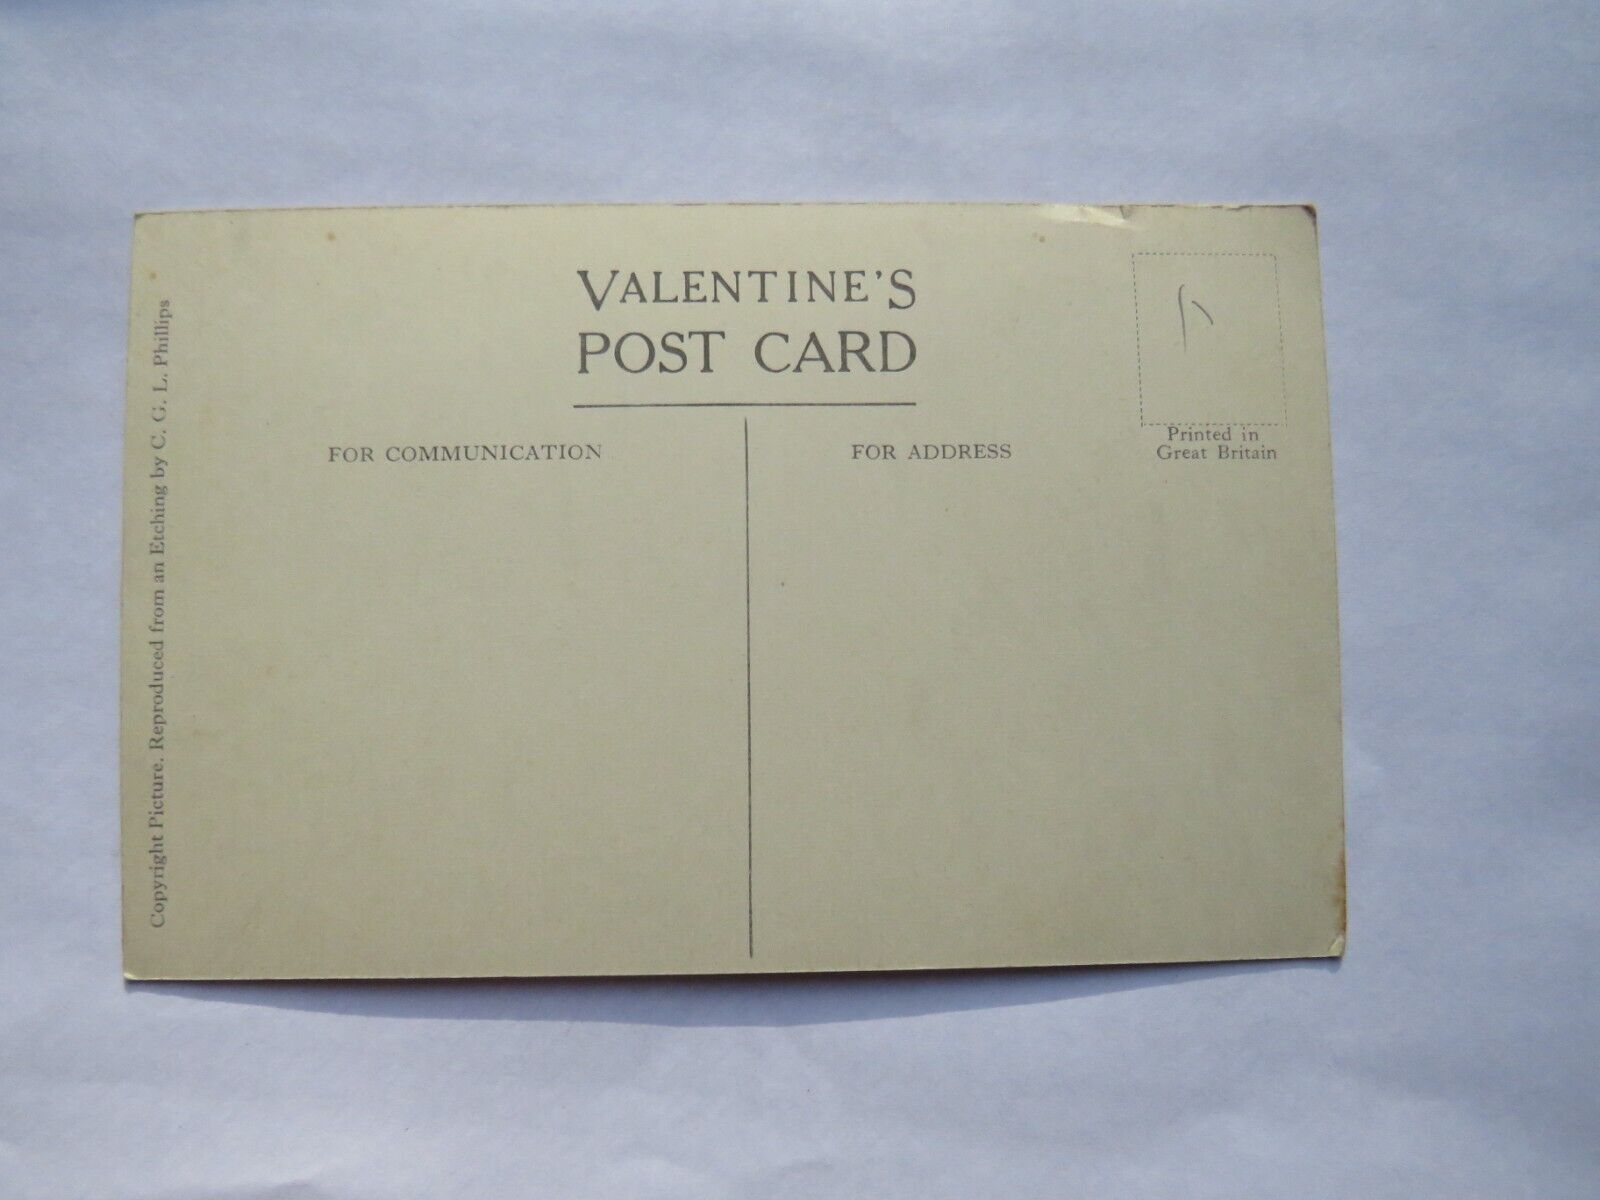 VALENTINE'S
POST CARD
FOR COMMUNICATION
FOR ADDRESS
Printed in
Great Britain
Copyright Picture. Reproduced from an Etching by C. G. L. Phillips